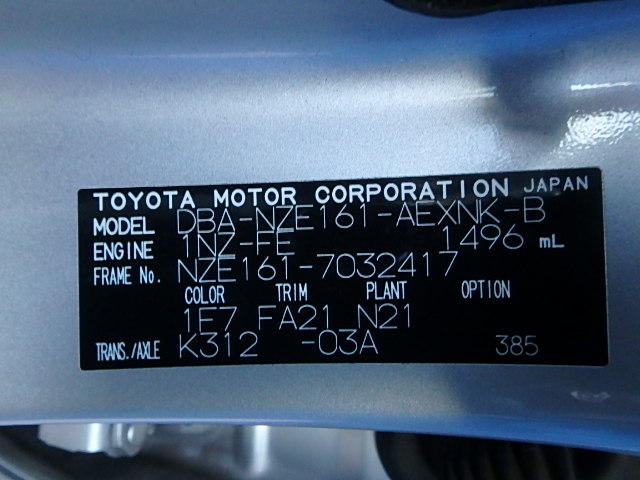 TOYOTA MOTOR CORPORATION JAPAN
MODEL DBA-NZE161-AEXNK-B
ENGINE 1NZ-FE 1496 mL
FRAME No. NZE161-7032417
COLOR TRIM PLANT OPTION
1E7 FA21 N21
TRANS./AXLE K312 -03A 385